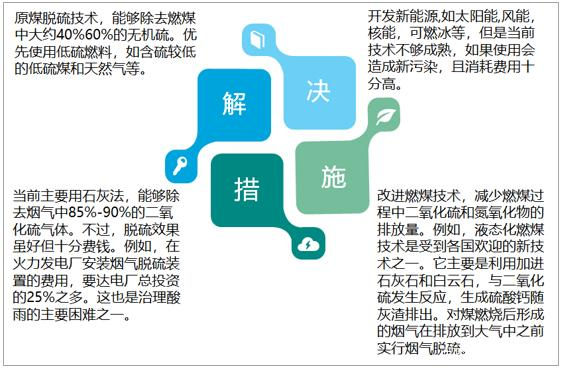 原煤脱硫技术，能够除去燃煤
中大约40%60%的无机硫。优
先使用低硫燃料，如含硫较低
的低硫煤和天然气等。
开发新能源,如太阳能,风能,
核能，可燃冰等，但是当前
技术不够成熟，如果使用会
造成新污染，且消耗费用十
分高。
解
决
措
施
当前主要用石灰法，能够除
去烟气中85%-90%的二氧
化硫气体。不过，脱硫效果
虽好但十分费钱。例如，在
火力发电厂安装烟气脱硫装
置的费用，要达电厂总投资
的25%之多。这也是治理酸
雨的主要困难之一。
改进燃煤技术，减少燃煤过
程中二氧化硫和氮氧化物的
排放量。例如，液态化燃煤
技术是受到各国欢迎的新技
术之一。它主要是利用加进
石灰石和白云石，与二氧化
硫发生反应，生成硫酸钙随
灰渣排出。对煤燃烧后形成
的烟气在排放到大气中之前
实行烟气脱硫。